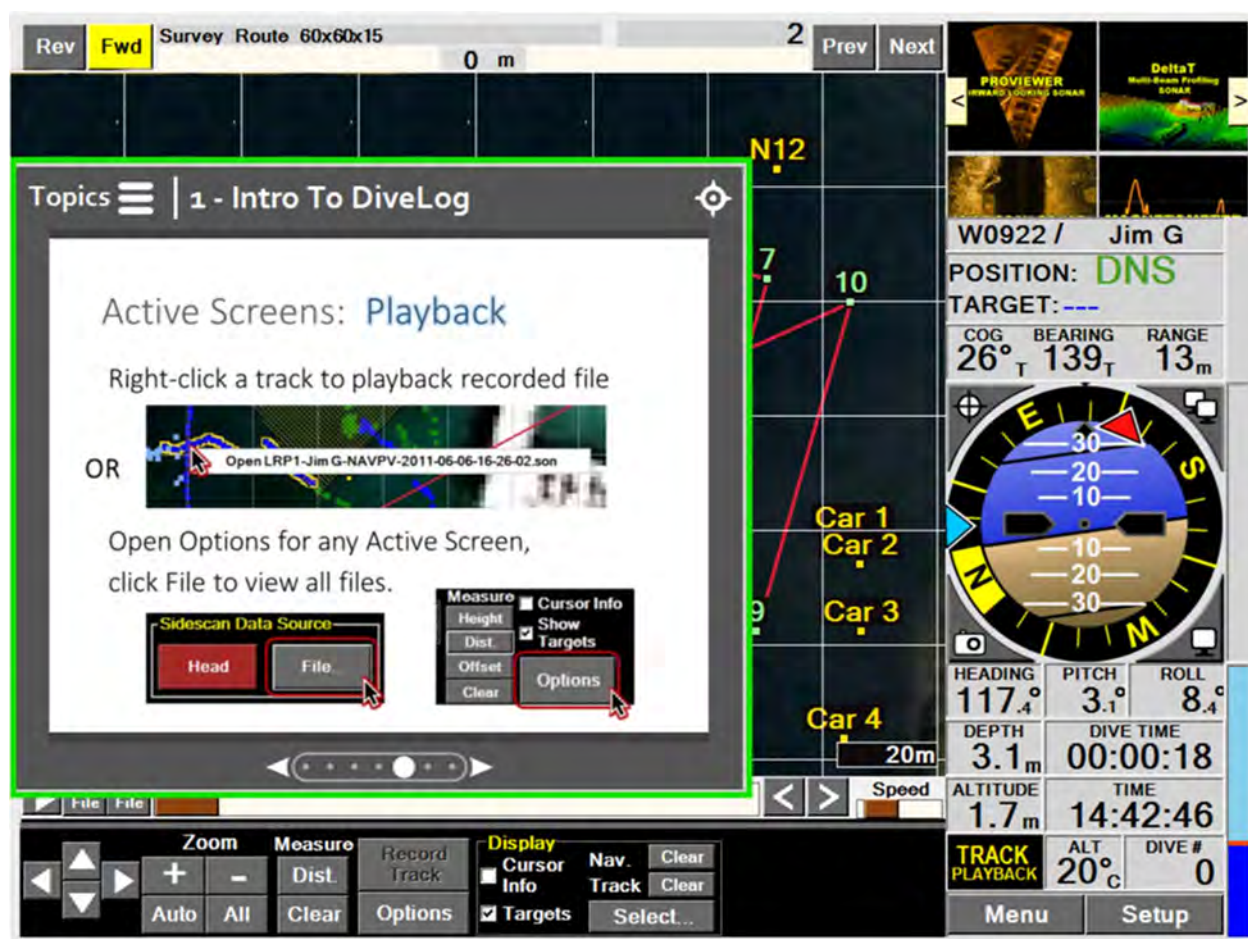 Rev
Fwd
Survey Route 60x60x15
0 m
2
Prev
Next
PROVIEWER
DeltaT
Multi-Beam Profiling
SONAR
<
>
N12
7
10
9
Car 1
Car 2
Car 3
Car 4
20m
Topics
1 - Intro To DiveLog
Active Screens: Playback
Right-click a track to playback recorded file
Open LRP1-Jim G-NAVPV-2011-06-06-16-26-02.son
OR
Open Options for any Active Screen,
click File to view all files.
Sidescan Data Source
Head
File...
Measure
Height
Dist.
Offset
Clear
Cursor Info
Show
Targets
Options
File
File
<
>
Speed
Zoom
+
-
Auto
All
Measure
Dist.
Clear
Record
Track
Options
Display
Cursor
Info
Targets
Nav.
Clear
Track
Clear
Select...
W0922 / Jim G
POSITION: DNS
TARGET: ---
COG BEARING RANGE
26° T 139 T 13 m
E
S
N
W
30
20
10
10
20
30
HEADING PITCH ROLL
117.4° 3.1° 8.4°
DEPTH DIVE TIME
3.1 m 00:00:18
ALTITUDE TIME
1.7 m 14:42:46
TRACK
PLAYBACK
ALT
20° C
DIVE #
0
Menu
Setup